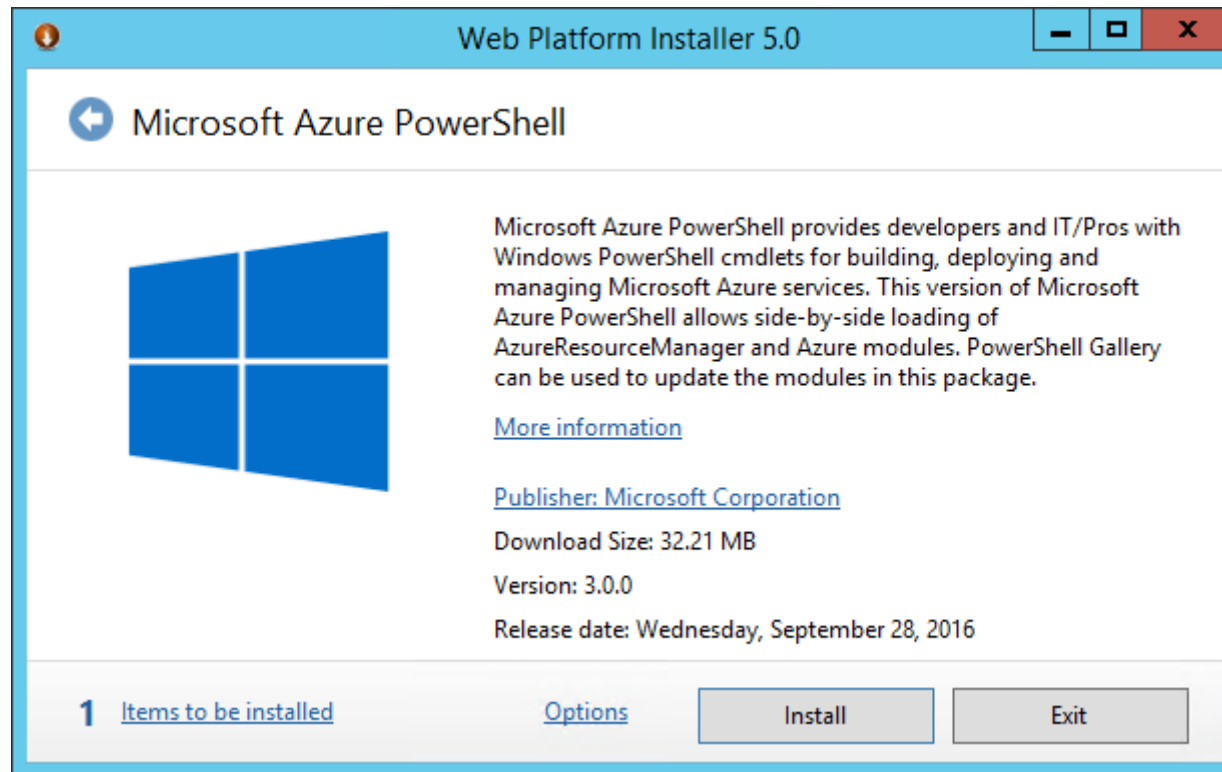 Web Platform Installer 5.0
Microsoft Azure PowerShell
Microsoft Azure PowerShell provides developers and IT/Pros with
Windows PowerShell cmdlets for building, deploying and
managing Microsoft Azure services. This version of Microsoft
Azure PowerShell allows side-by-side loading of
AzureResourceManager and Azure modules. PowerShell Gallery
can be used to update the modules in this package.
More information
Publisher: Microsoft Corporation
Download Size: 32.21 MB
Version: 3.0.0
Release date: Wednesday, September 28, 2016
1 Items to be installed
Options
Install
Exit